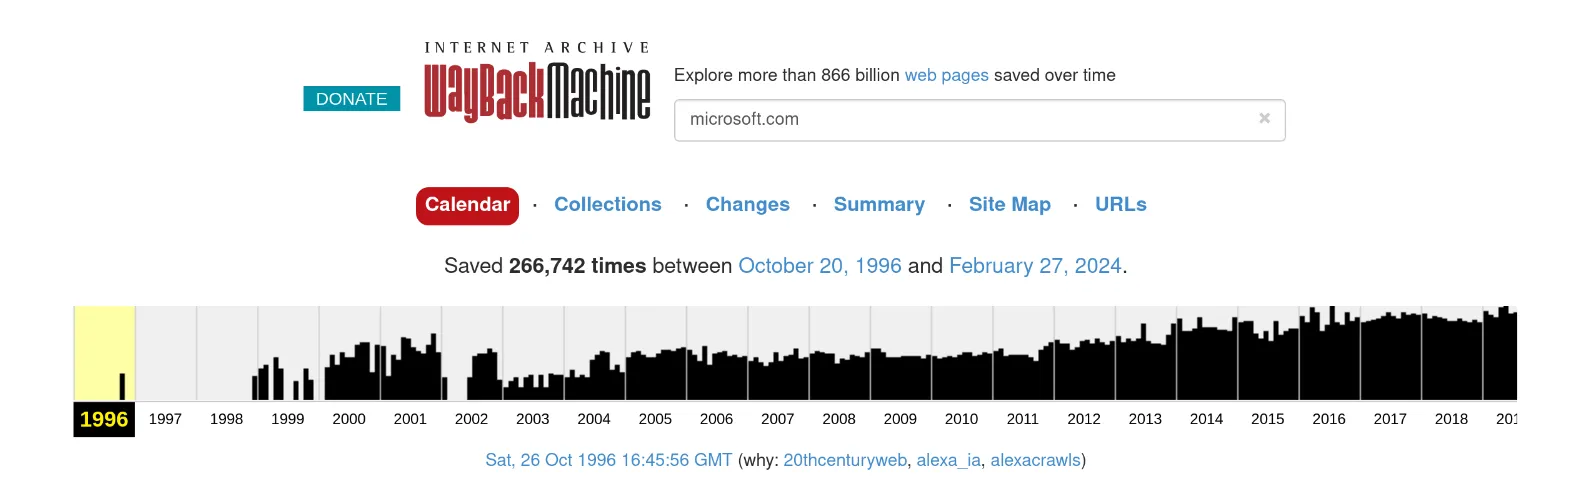 INTERNET ARCHIVE
WayBackMachine
DONATE
Explore more than 866 billion web pages saved over time
microsoft.com ×
Calendar · Collections · Changes · Summary · Site Map · URLs
Saved 266,742 times between October 20, 1996 and February 27, 2024.
1996 1997 1998 1999 2000 2001 2002 2003 2004 2005 2006 2007 2008 2009 2010 2011 2012 2013 2014 2015 2016 2017 2018
Sat, 26 Oct 1996 16:45:56 GMT (why: 20thcenturyweb, alexa_ia, alexacrawls)